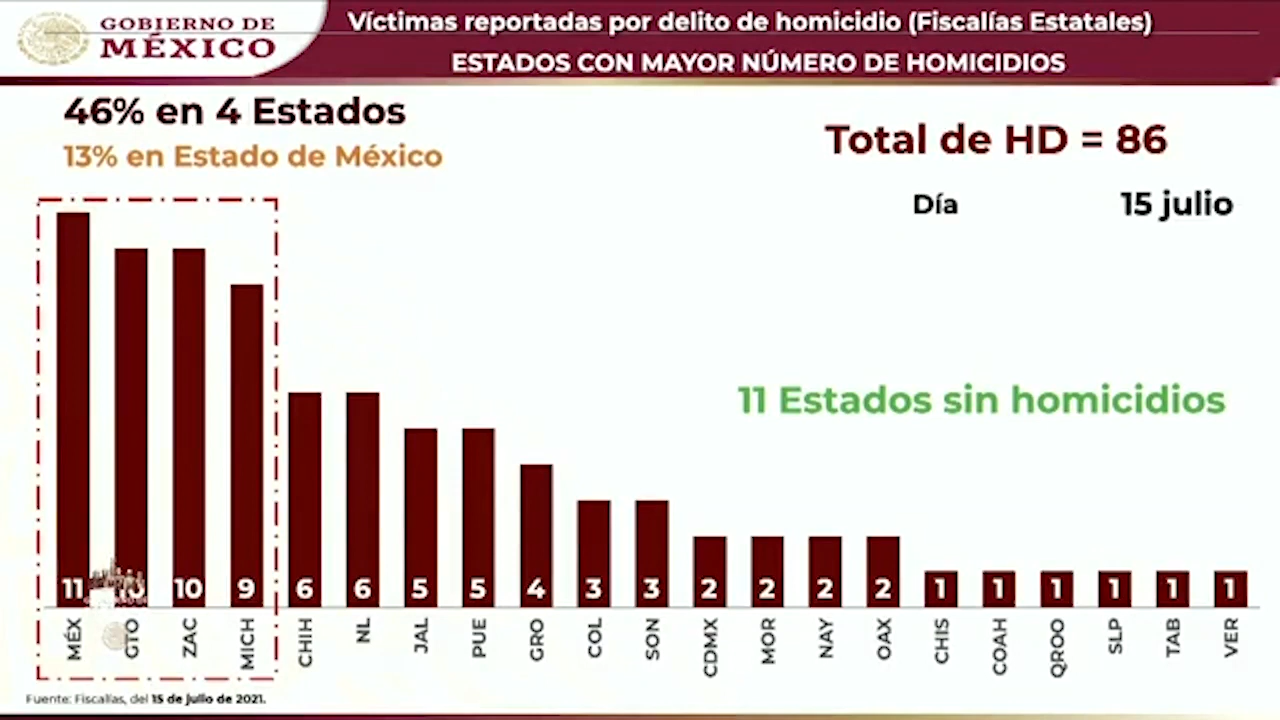 GOBIERNO DE
MÉXICO
Víctimas reportadas por delito de homicidio (Fiscalías Estatales)
ESTADOS CON MAYOR NÚMERO DE HOMICIDIOS
46% en 4 Estados
13% en Estado de México
Total de HD = 86
Día 15 julio
11 Estados sin homicidios
11 10 9 6 6 5 5 4 3 3 2 2 2 2 1 1 1 1 1 1
MÉX GTO ZAC MICH CHIH NL JAL PUE GRO COL SON CDMX MOR NAY OAX CHIS COAH QROO SLP TAB VER
Fuente: Fiscalías, del 15 de julio de 2021.